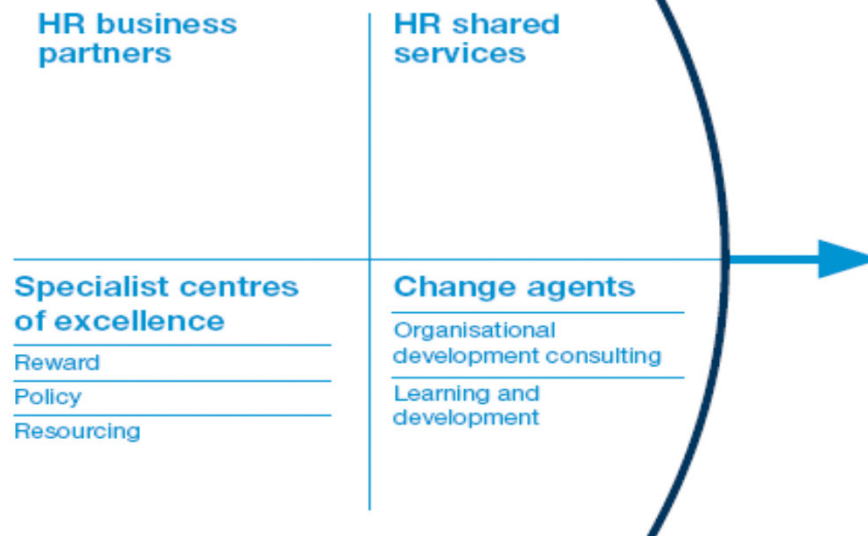 HR business
partners
HR shared
services
Specialist centres
of excellence
Reward
Policy
Resourcing
Change agents
Organisational
development consulting
Learning and
development